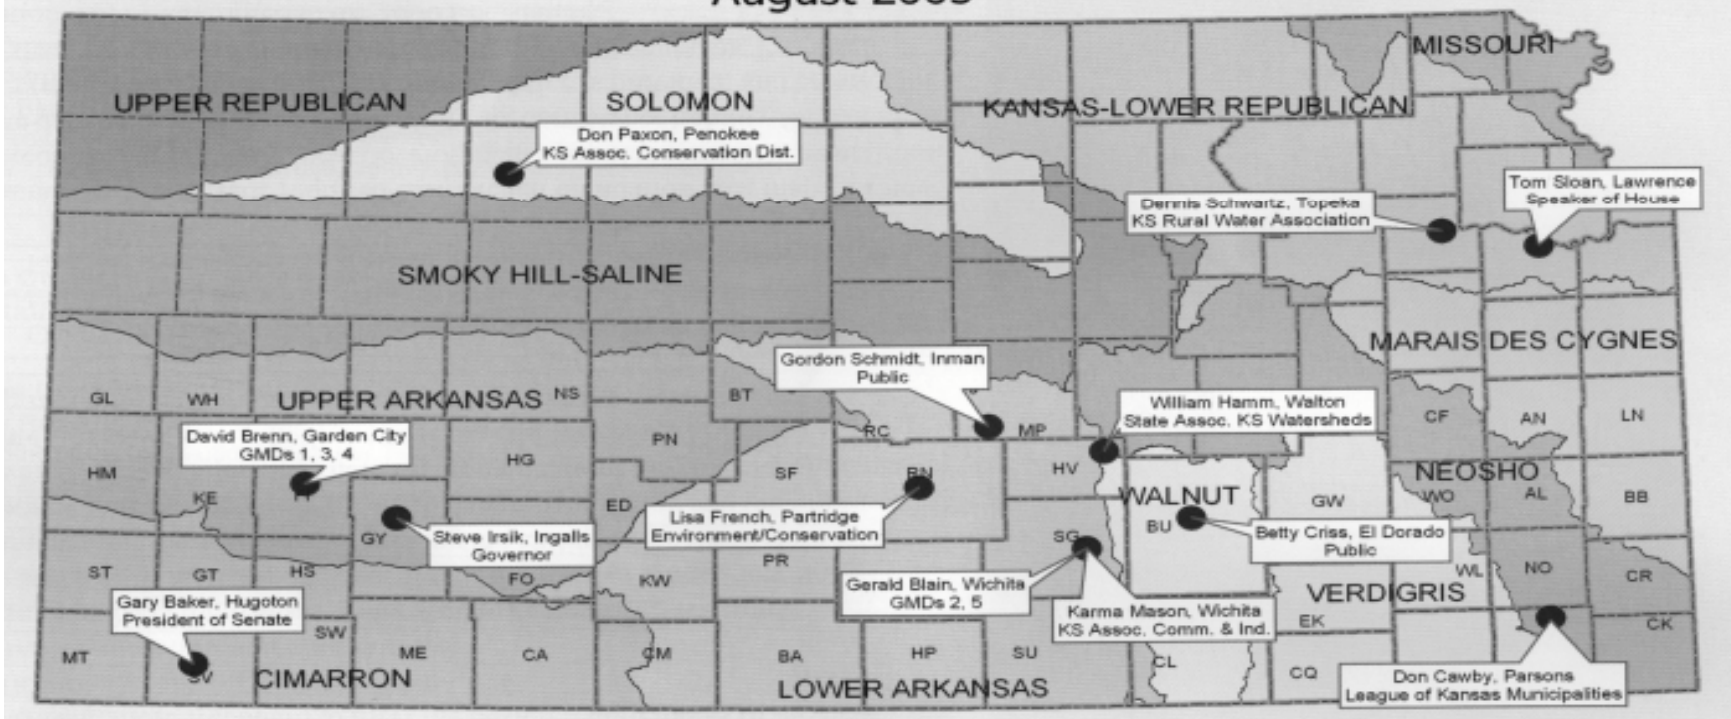 August 2005
MISSOURI
UPPER REPUBLICAN
SOLOMON
KANSAS-LOWER REPUBLICAN
Don Paxon, Penokee
KS Assoc. Conservation Dist.
Tom Sloan, Lawrence
Speaker of House
Dennis Schwartz, Topeka
KS Rural Water Association
SMOKY HILL-SALINE
MARAIS DES CYGNES
Gordon Schmidt, Inman
Public
GL
WH
UPPER ARKANSAS
NS
BT
William Hamm, Walton
State Assoc. KS Watersheds
CF
AN
LN
David Brenn, Garden City
GMDs 1, 3, 4
PN
RC
MP
HM
KE
HG
SF
RN
HV
NEOSHO
ED
WALNUT
GW
WO
AL
BB
GY
Steve Irsik, Ingalls
Governor
Lisa French, Partridge
Environment/Conservation
SG
BU
Betty Criss, El Dorado
Public
ST
GT
HS
FO
KW
PR
WL
NO
CR
Gerald Blain, Wichita
GMDs 2, 5
Gary Baker, Hugoton
President of Senate
Karma Mason, Wichita
KS Assoc. Comm. & Ind.
VERDIGRIS
EK
CK
SW
MT
SV
CIMARRON
ME
CA
CM
BA
HP
SU
LOWER ARKANSAS
CL
CQ
Don Cawby, Parsons
League of Kansas Municipalities